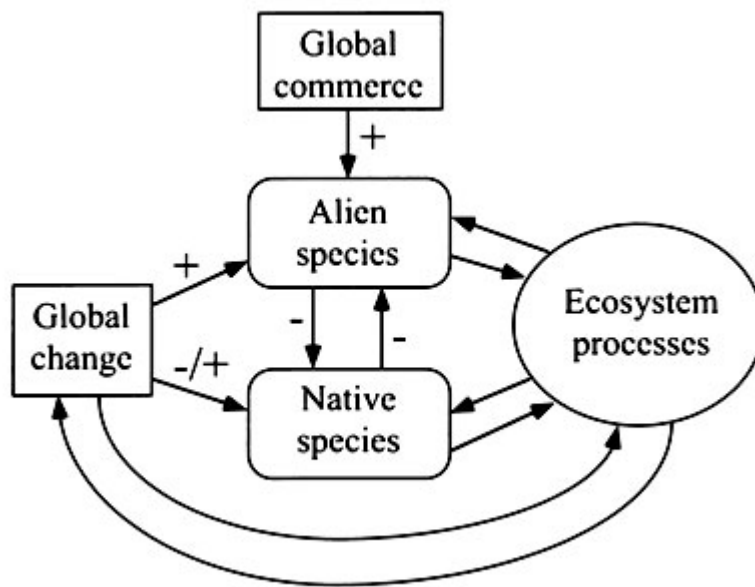 Global
commerce
+
Alien
species
+
Global
change
-/+
-
-
Native
species
Ecosystem
processes